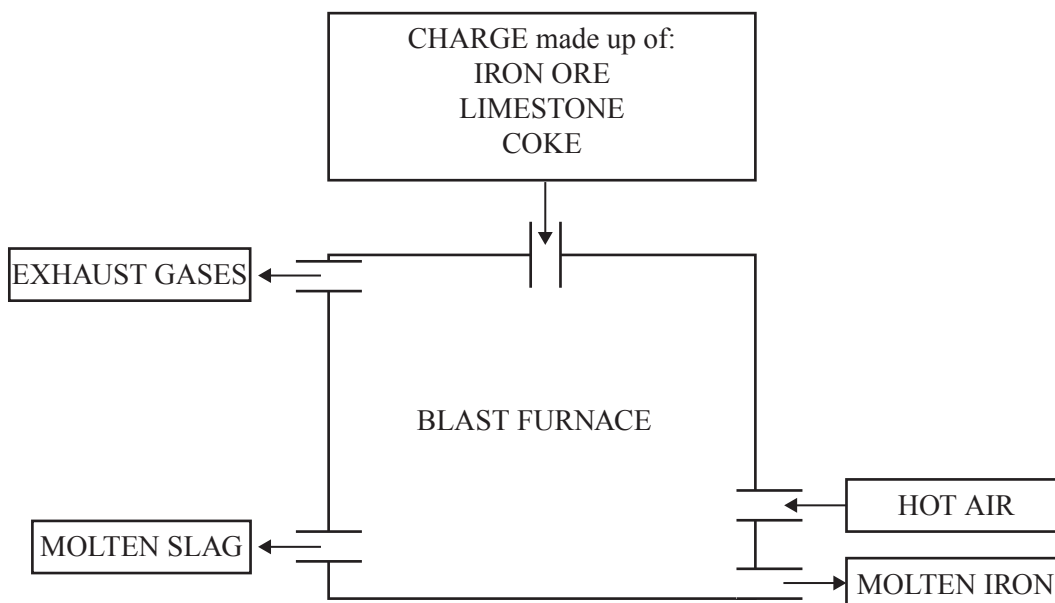 CHARGE made up of:
IRON ORE
LIMESTONE
COKE
EXHAUST GASES
BLAST FURNACE
HOT AIR
MOLTEN SLAG
MOLTEN IRON